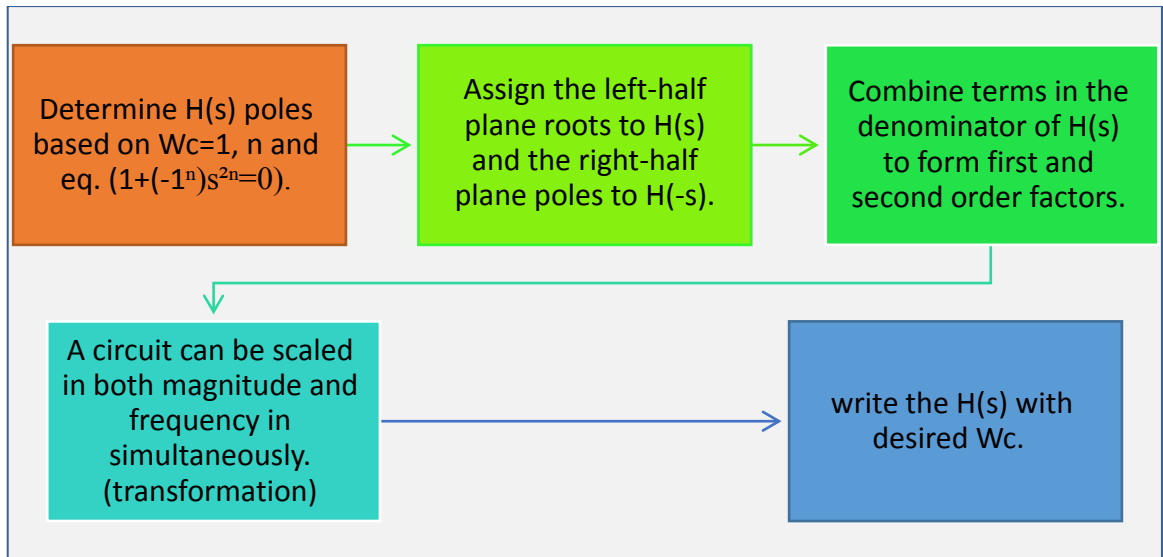 Determine H(s) poles
based on Wc=1, n and
eq. (1+(-1ⁿ)s²ⁿ=0).
Assign the left-half
plane roots to H(s)
and the right-half
plane poles to H(-s).
Combine terms in the
denominator of H(s)
to form first and
second order factors.
A circuit can be scaled
in both magnitude and
frequency in
simultaneously.
(transformation)
write the H(s) with
desired Wc.